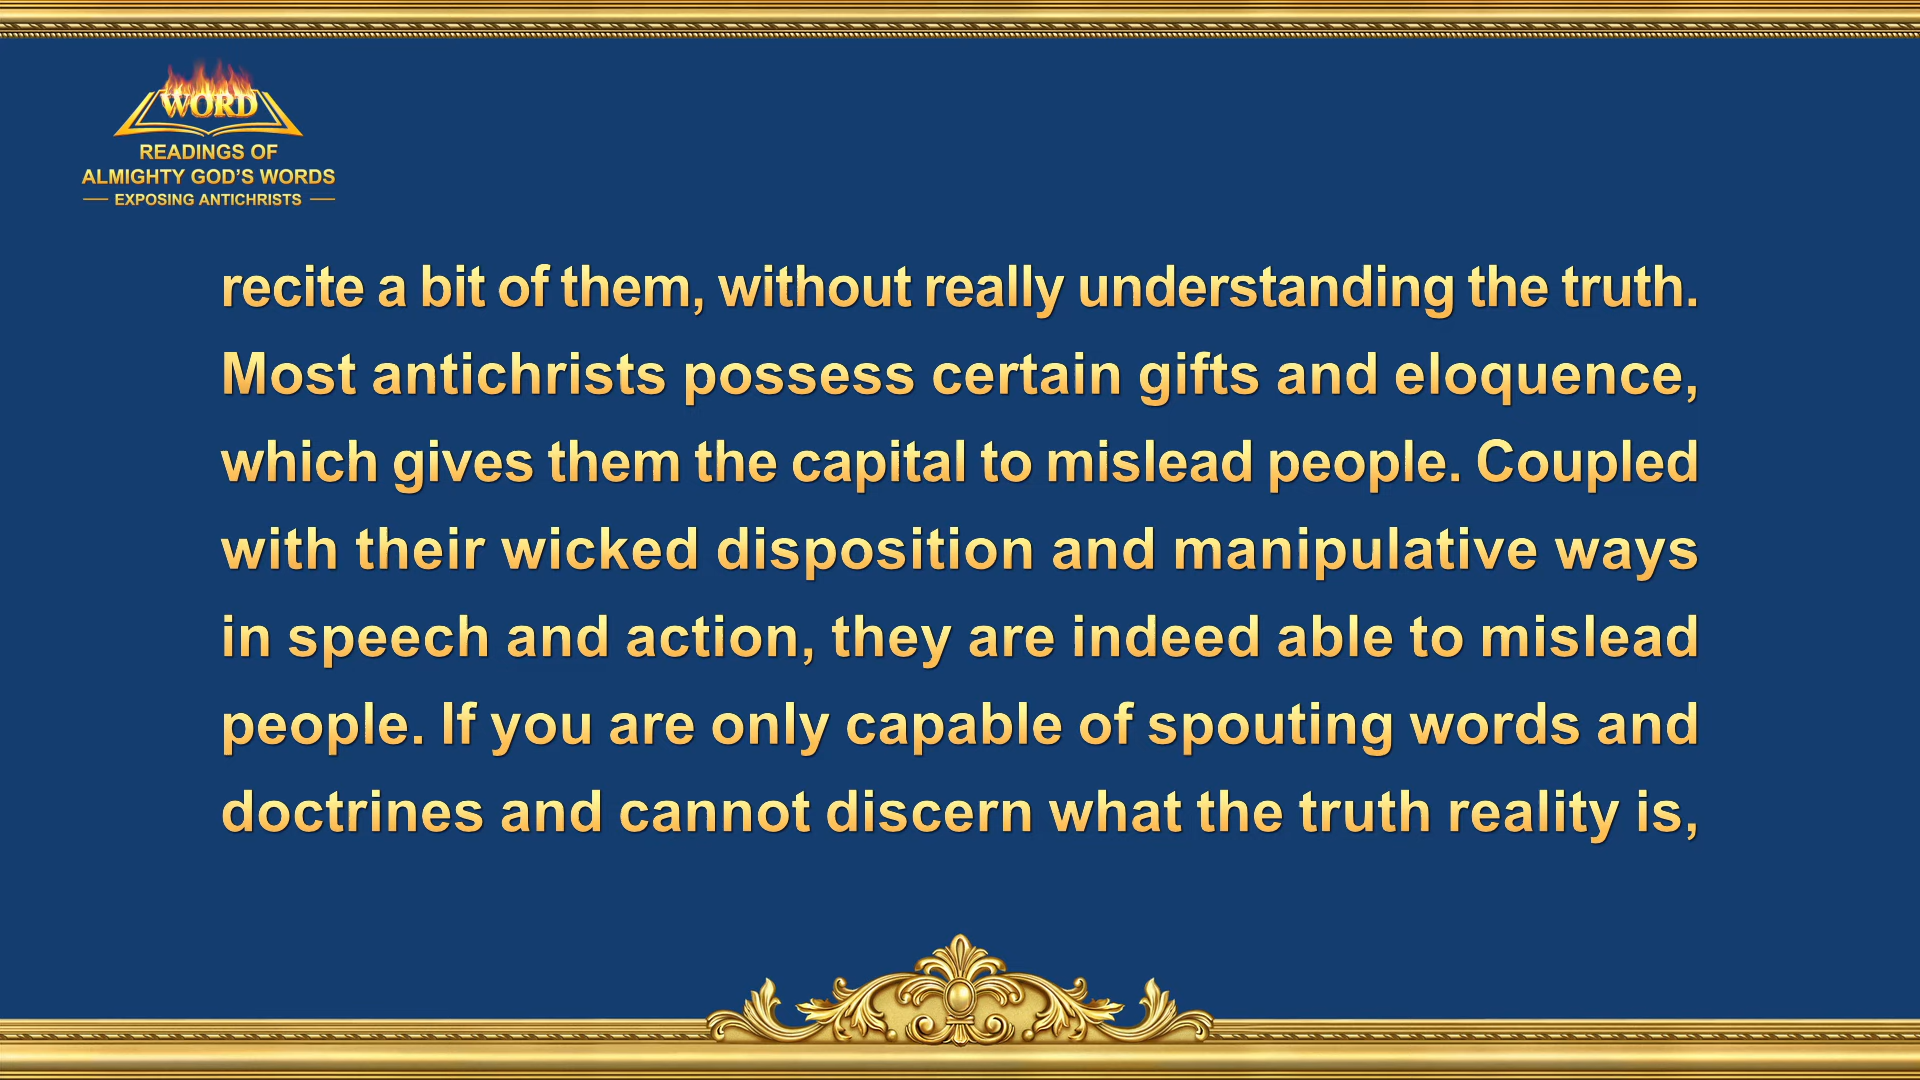 WORD
READINGS OF
ALMIGHTY GOD'S WORDS
EXPOSING ANTICHRISTS
recite a bit of them, without really understanding the truth.
Most antichrists possess certain gifts and eloquence,
which gives them the capital to mislead people. Coupled
with their wicked disposition and manipulative ways
in speech and action, they are indeed able to mislead
people. If you are only capable of spouting words and
doctrines and cannot discern what the truth reality is,